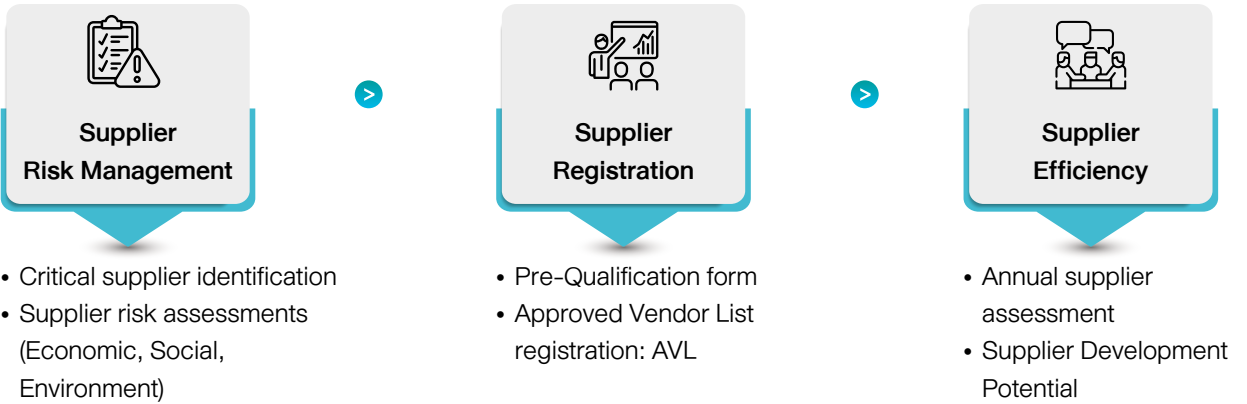 Supplier
Risk Management
• Critical supplier identification
• Supplier risk assessments
(Economic, Social,
Environment)
>
Supplier
Registration
• Pre-Qualification form
• Approved Vendor List
registration: AVL
>
Supplier
Efficiency
• Annual supplier
assessment
• Supplier Development
Potential